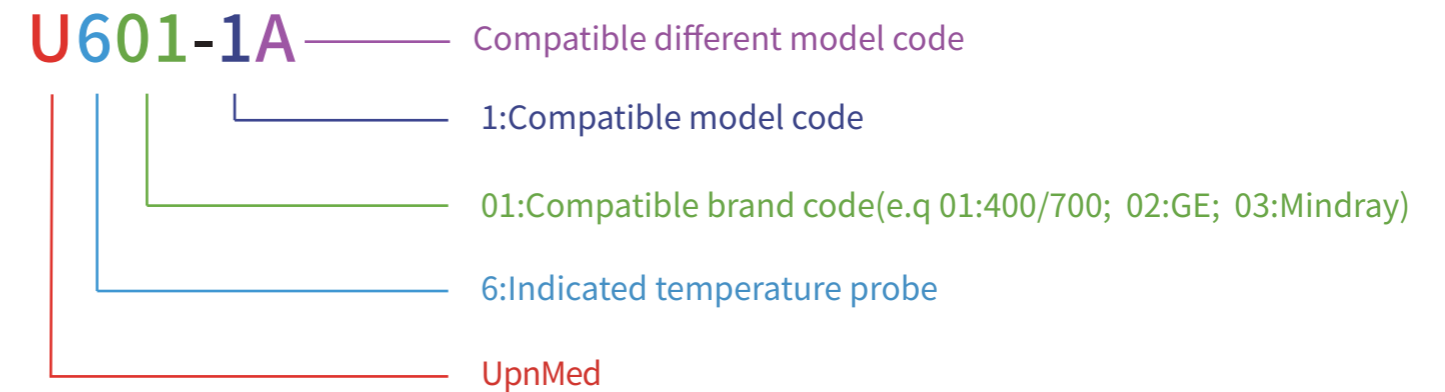 U601-1A Compatible different model code
1:Compatible model code
01:Compatible brand code(e.q 01:400/700; 02:GE; 03:Mindray)
6:Indicated temperature probe
UpnMed